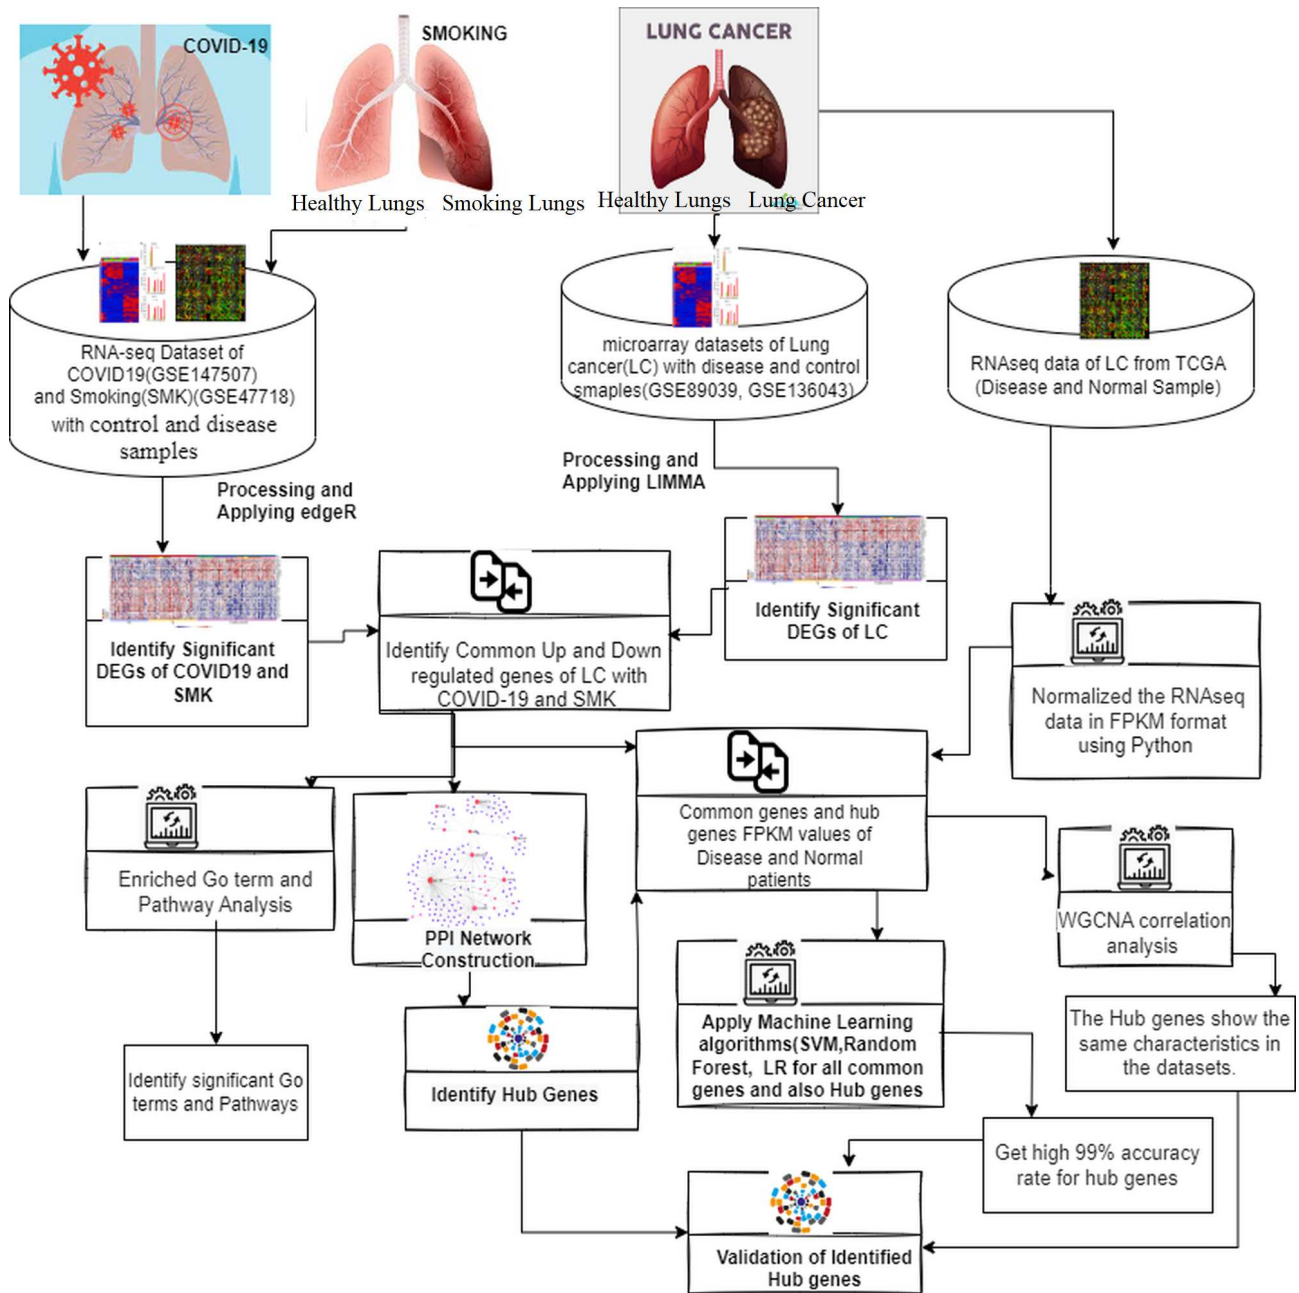 COVID-19
SMOKING
LUNG CANCER
Healthy Lungs
Smoking Lungs
Healthy Lungs
Lung Cancer
RNA-seq Dataset of
COVID19(GSE147507)
and Smoking(SMK)(GSE47718)
with control and disease
samples
microarray datasets of Lung
cancer(LC) with disease and control
smaples(GSE89039, GSE136043)
RNAseq data of LC from TCGA
(Disease and Normal Sample)
Processing and
Applying edgeR
Processing and
Applying LIMMA
Identify Significant
DEGs of COVID19 and
SMK
Identify Common Up and Down
regulated genes of LC with
COVID-19 and SMK
Identify Significant
DEGs of LC
Normalized the RNAseq
data in FPKM format
using Python
Enriched Go term and
Pathway Analysis
PPI Network
Construction
Common genes and hub
genes FPKM values of
Disease and Normal
patients
WGCNA correlation
analysis
Identify significant Go
terms and Pathways
Identify Hub Genes
Apply Machine Learning
algorithms(SVM,Random
Forest, LR for all common
genes and also Hub genes
The Hub genes show the
same characteristics in
the datasets.
Get high 99% accuracy
rate for hub genes
Validation of Identified
Hub genes